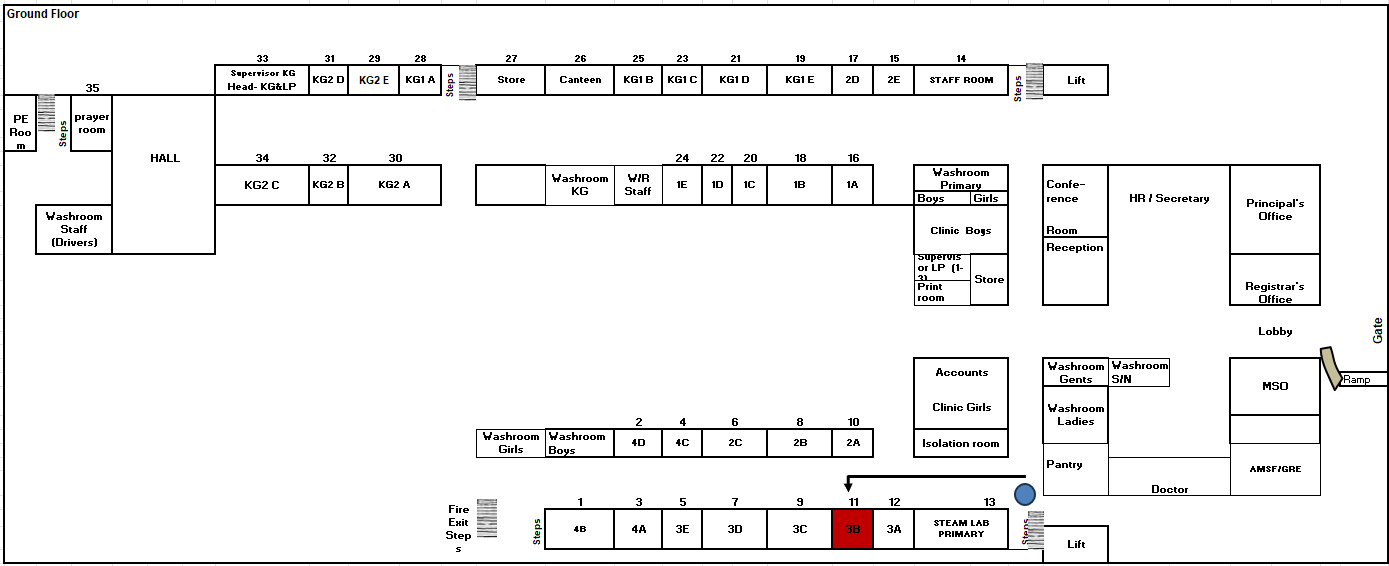 Ground Floor
33 31 29 28 27 26 25 23 21 19 17 15 14
Supervisor KG
Head- KG&LP
KG2 D
KG2 E
KG1 A
Steps
Store
Canteen
KG1 B
KG1 C
KG1 D
KG1 E
2D
2E
STAFF ROOM
Steps
Lift
35
PE
Roo
m
Steps
prayer
room
HALL
34 32 30 24 22 20 18 16
KG2 C
KG2 B
KG2 A
Washroom
KG
W/R
Staff
1E
1D
1C
1B
1A
Washroom
Primary
Boys
Girls
Clinic Boys
Supervis
or LP (1-
3)
Print
room
Store
Confe-
rence
Room
Reception
HR / Secretary
Principal's
Office
Registrar's
Office
Washroom
Staff
(Drivers)
Lobby
Gate
Ramp
Accounts
Clinic Girls
Isolation room
Washroom
Gents
Washroom
S/N
Washroom
Ladies
Pantry
Doctor
MSO
AMSF/GRE
2 4 6 8 10
Washroom
Girls
Washroom
Boys
4D
4C
2C
2B
2A
Fire
Exit
Step
s
Steps
1 3 5 7 9 11 12 13
4B
4A
3E
3D
3C
3B
3A
STEAM LAB
PRIMARY
Steps
Lift